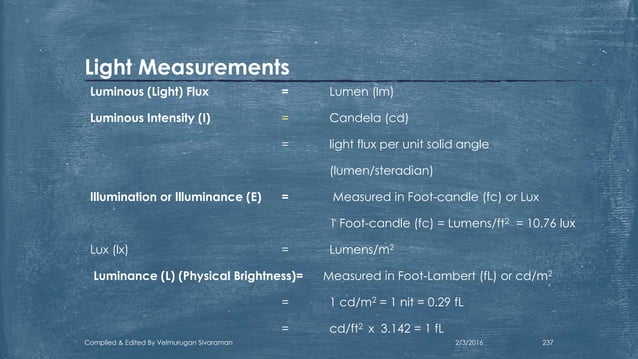 Light Measurements
Luminous (Light) Flux = Lumen (lm)
Luminous Intensity (I) = Candela (cd)
= light flux per unit solid angle
(lumen/steradian)
Illumination or Illuminance (E) = Measured in Foot-candle (fc) or Lux
1 Foot-candle (fc) = Lumens/ft² = 10.76 lux
Lux (lx) = Lumens/m²
Luminance (L) (Physical Brightness)= Measured in Foot-Lambert (fL) or cd/m²
= 1 cd/m² = 1 nit = 0.29 fL
= cd/ft² x 3.142 = 1 fL
Complied & Edited By Velmurugan Sivaraman 2/3/2016 237